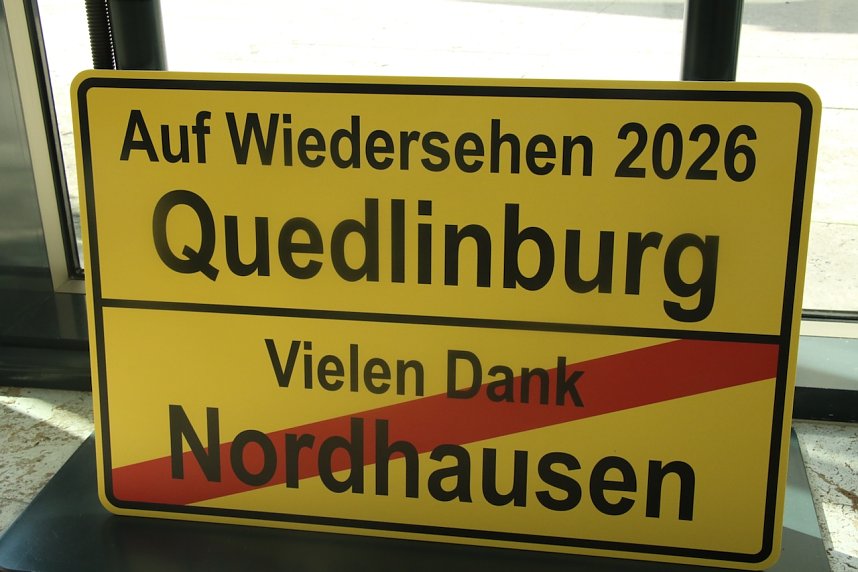 Auf Wiedersehen 2026
Quedlinburg
Vielen Dank
Nordhausen